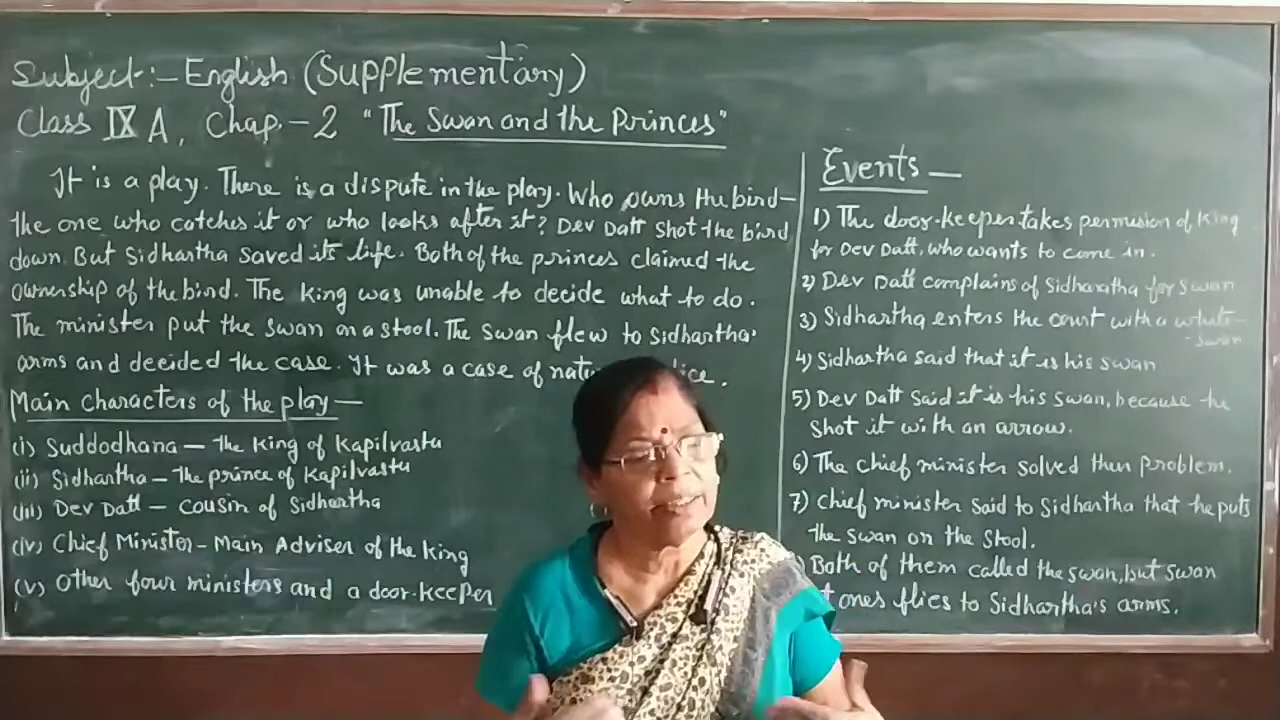 Subject:- English (Supplementary)
Class IX A, Chap.-2 "The Swan and the Princes"
It is a play. There is a dispute in the play. Who owns the bird-
the one who catches it or who looks after it? Dev Datt shot the bird
down. But Sidhartha saved its life. Both of the princes claimed the
ownership of the bird. The King was unable to decide what to do.
The minister put the swan on a stool. The swan flew to Sidhartha's
arms and decided the case. It was a case of
Main characters of the play-
(i) Suddodhana - the King of Kapilvastu
(ii) Sidhartha - The prince of Kapilvastu
(iii) Dev Datt - cousin of Sidhartha
(iv) Chief Minister - Main Adviser of the King
(v) Other four ministers and a door-keeper
Events-
1) The door-keeper takes permision of King
for Dev Datt, who wants to come in.
2) Dev Datt complains of Sidhartha for swan
3) Sidhartha enters the court with a white-
-swan
4) Sidhartha said that it is his swan
5) Dev Datt said it is his swan, because he
shot it with an arrow.
6) The chief minister solved their problem.
7) Chief minister said to Sidhartha that he puts
the swan on the stool.
Both of them called the swan, but swan
ones flies to Sidhartha's arms.